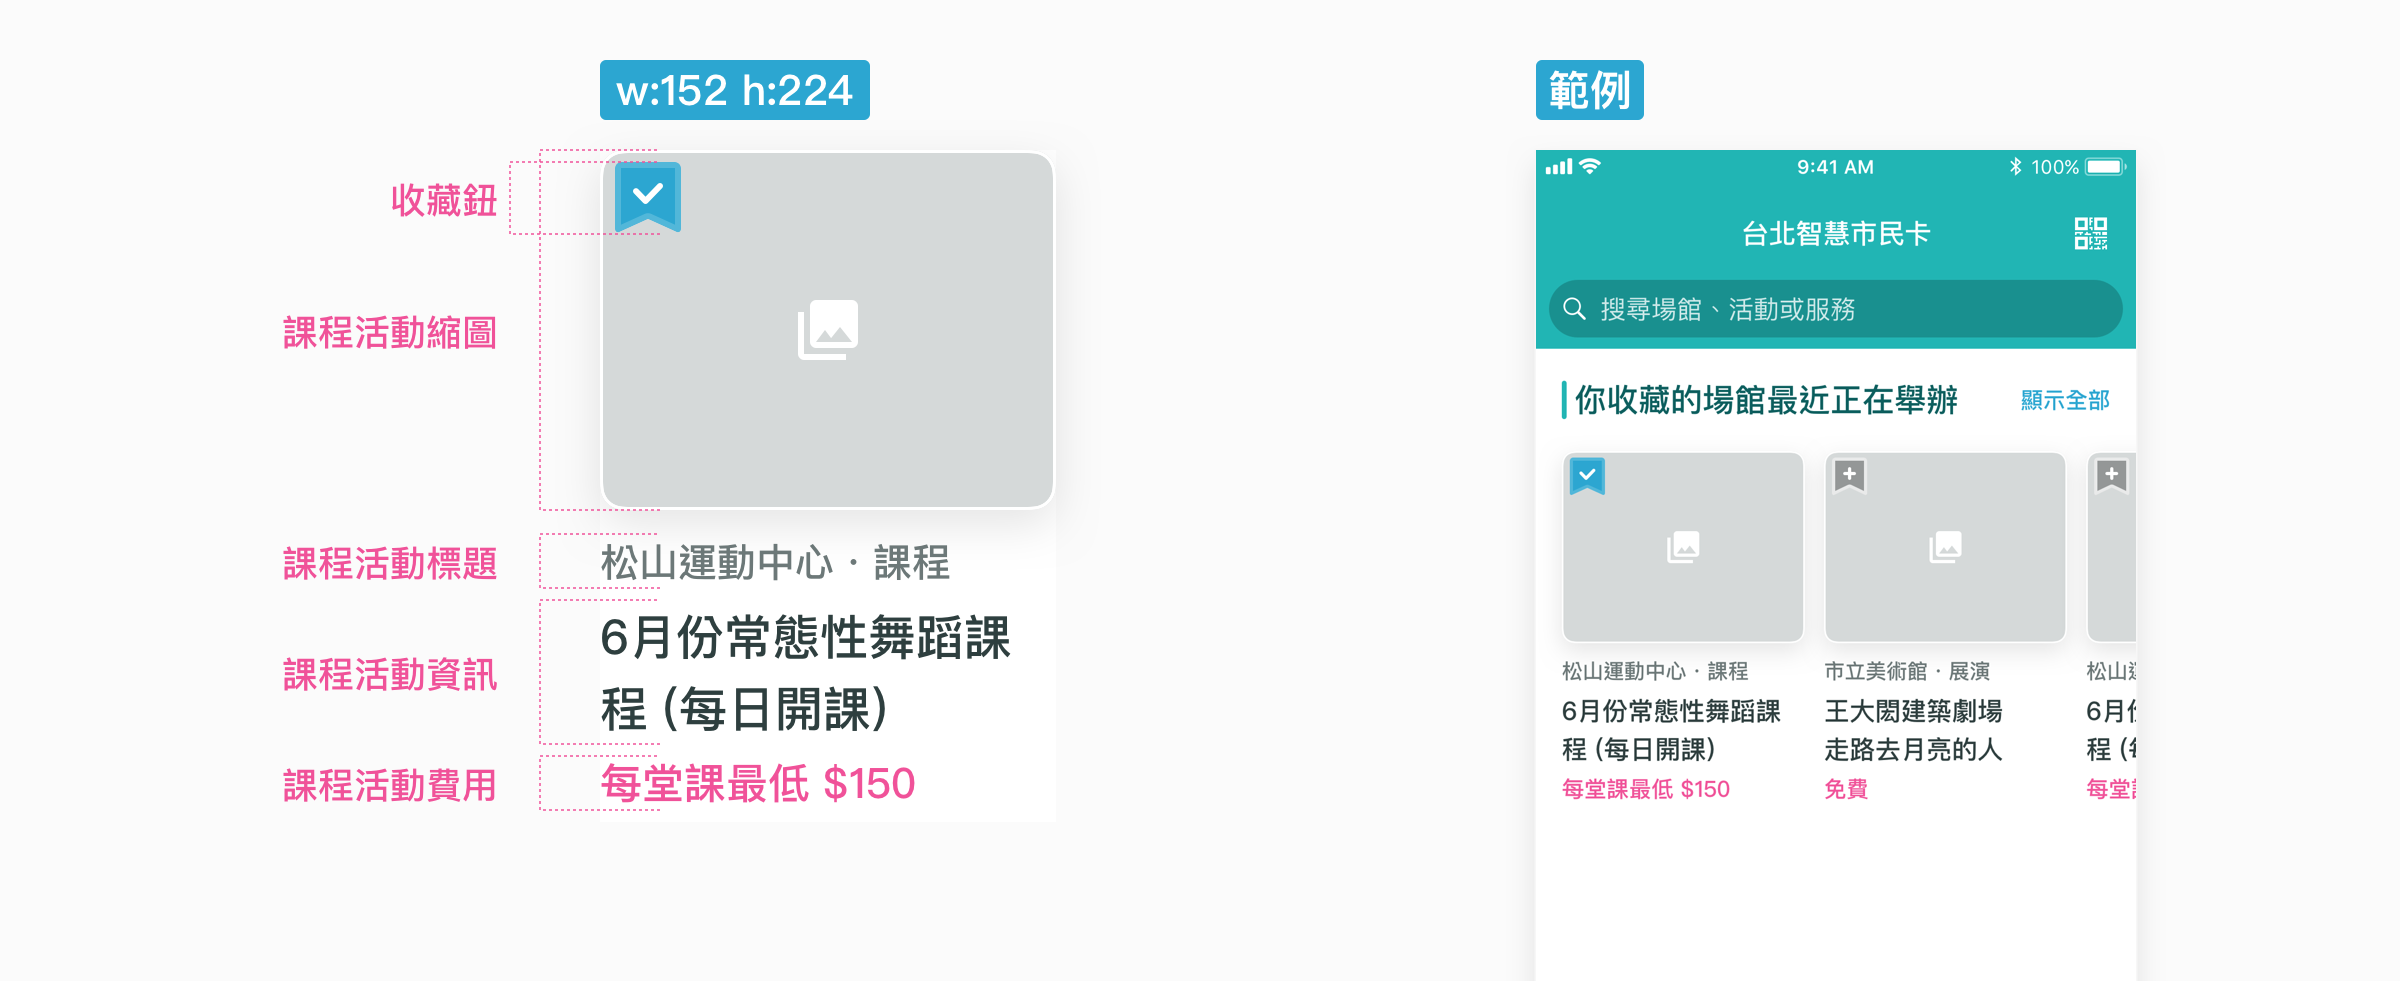 w:152 h:224
收藏鈕
課程活動縮圖
課程活動標題
松山運動中心 · 課程
課程活動資訊
6月份常態性舞蹈課
程 (每日開課)
課程活動費用
每堂課最低 $150
範例
9:41 AM
100%
台北智慧市民卡
搜尋場館、活動或服務
你收藏的場館最近正在舉辦
顯示全部
松山運動中心 · 課程
6月份常態性舞蹈課
程 (每日開課)
每堂課最低 $150
市立美術館 · 展演
王大閎建築劇場
走路去月亮的人
免費
松山
6月
程 (
每堂